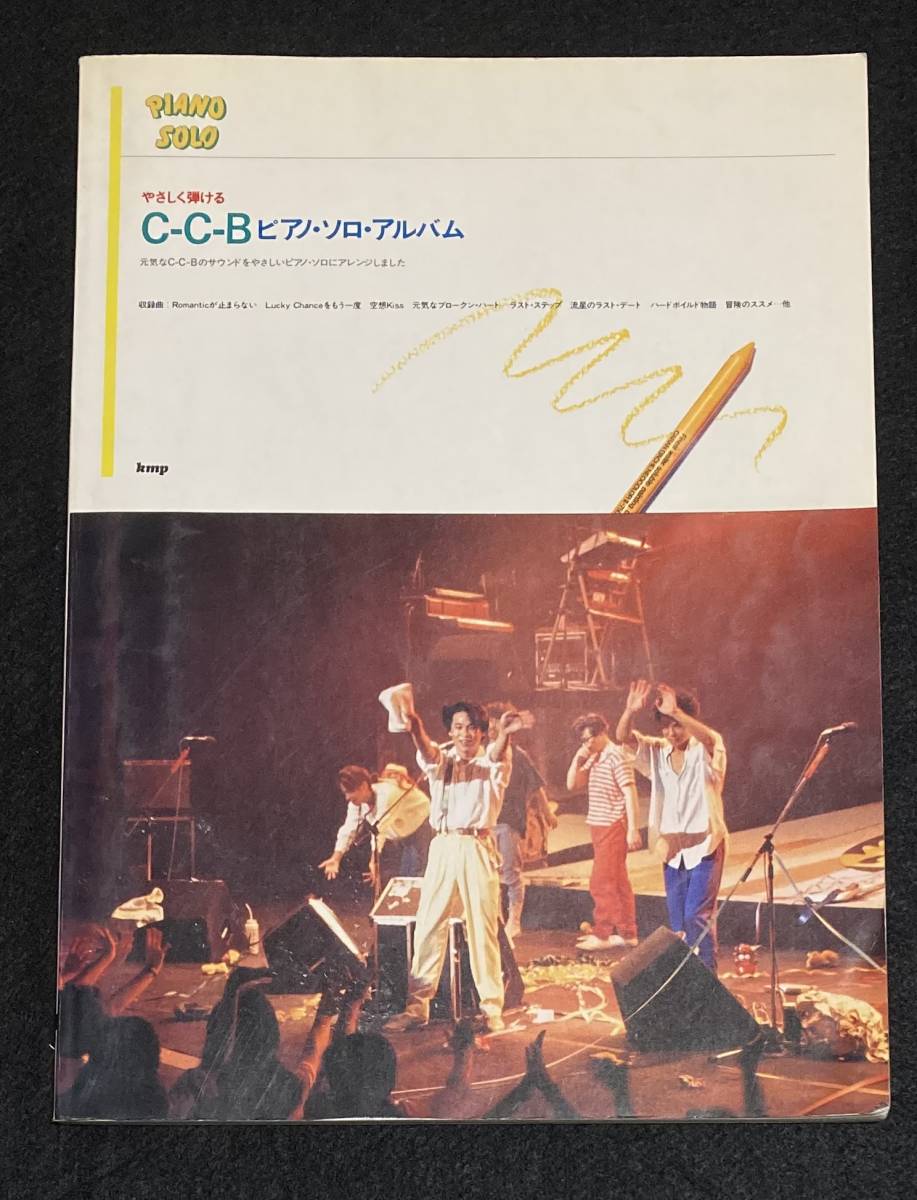 PIANO
SOLO
やさしく弾ける
C-C-Bピアノ・ソロ・アルバム
元気なC-C-Bのサウンドをやさしいピアノ・ソロにアレンジしました
収録曲：Romanticが止まらない Lucky Chanceをもう一度 空想Kiss 元気なブロークン・ハート ラスト・ステップ 流星のラスト・デート ハードボイルド物語 冒険のススメ…他
kmp